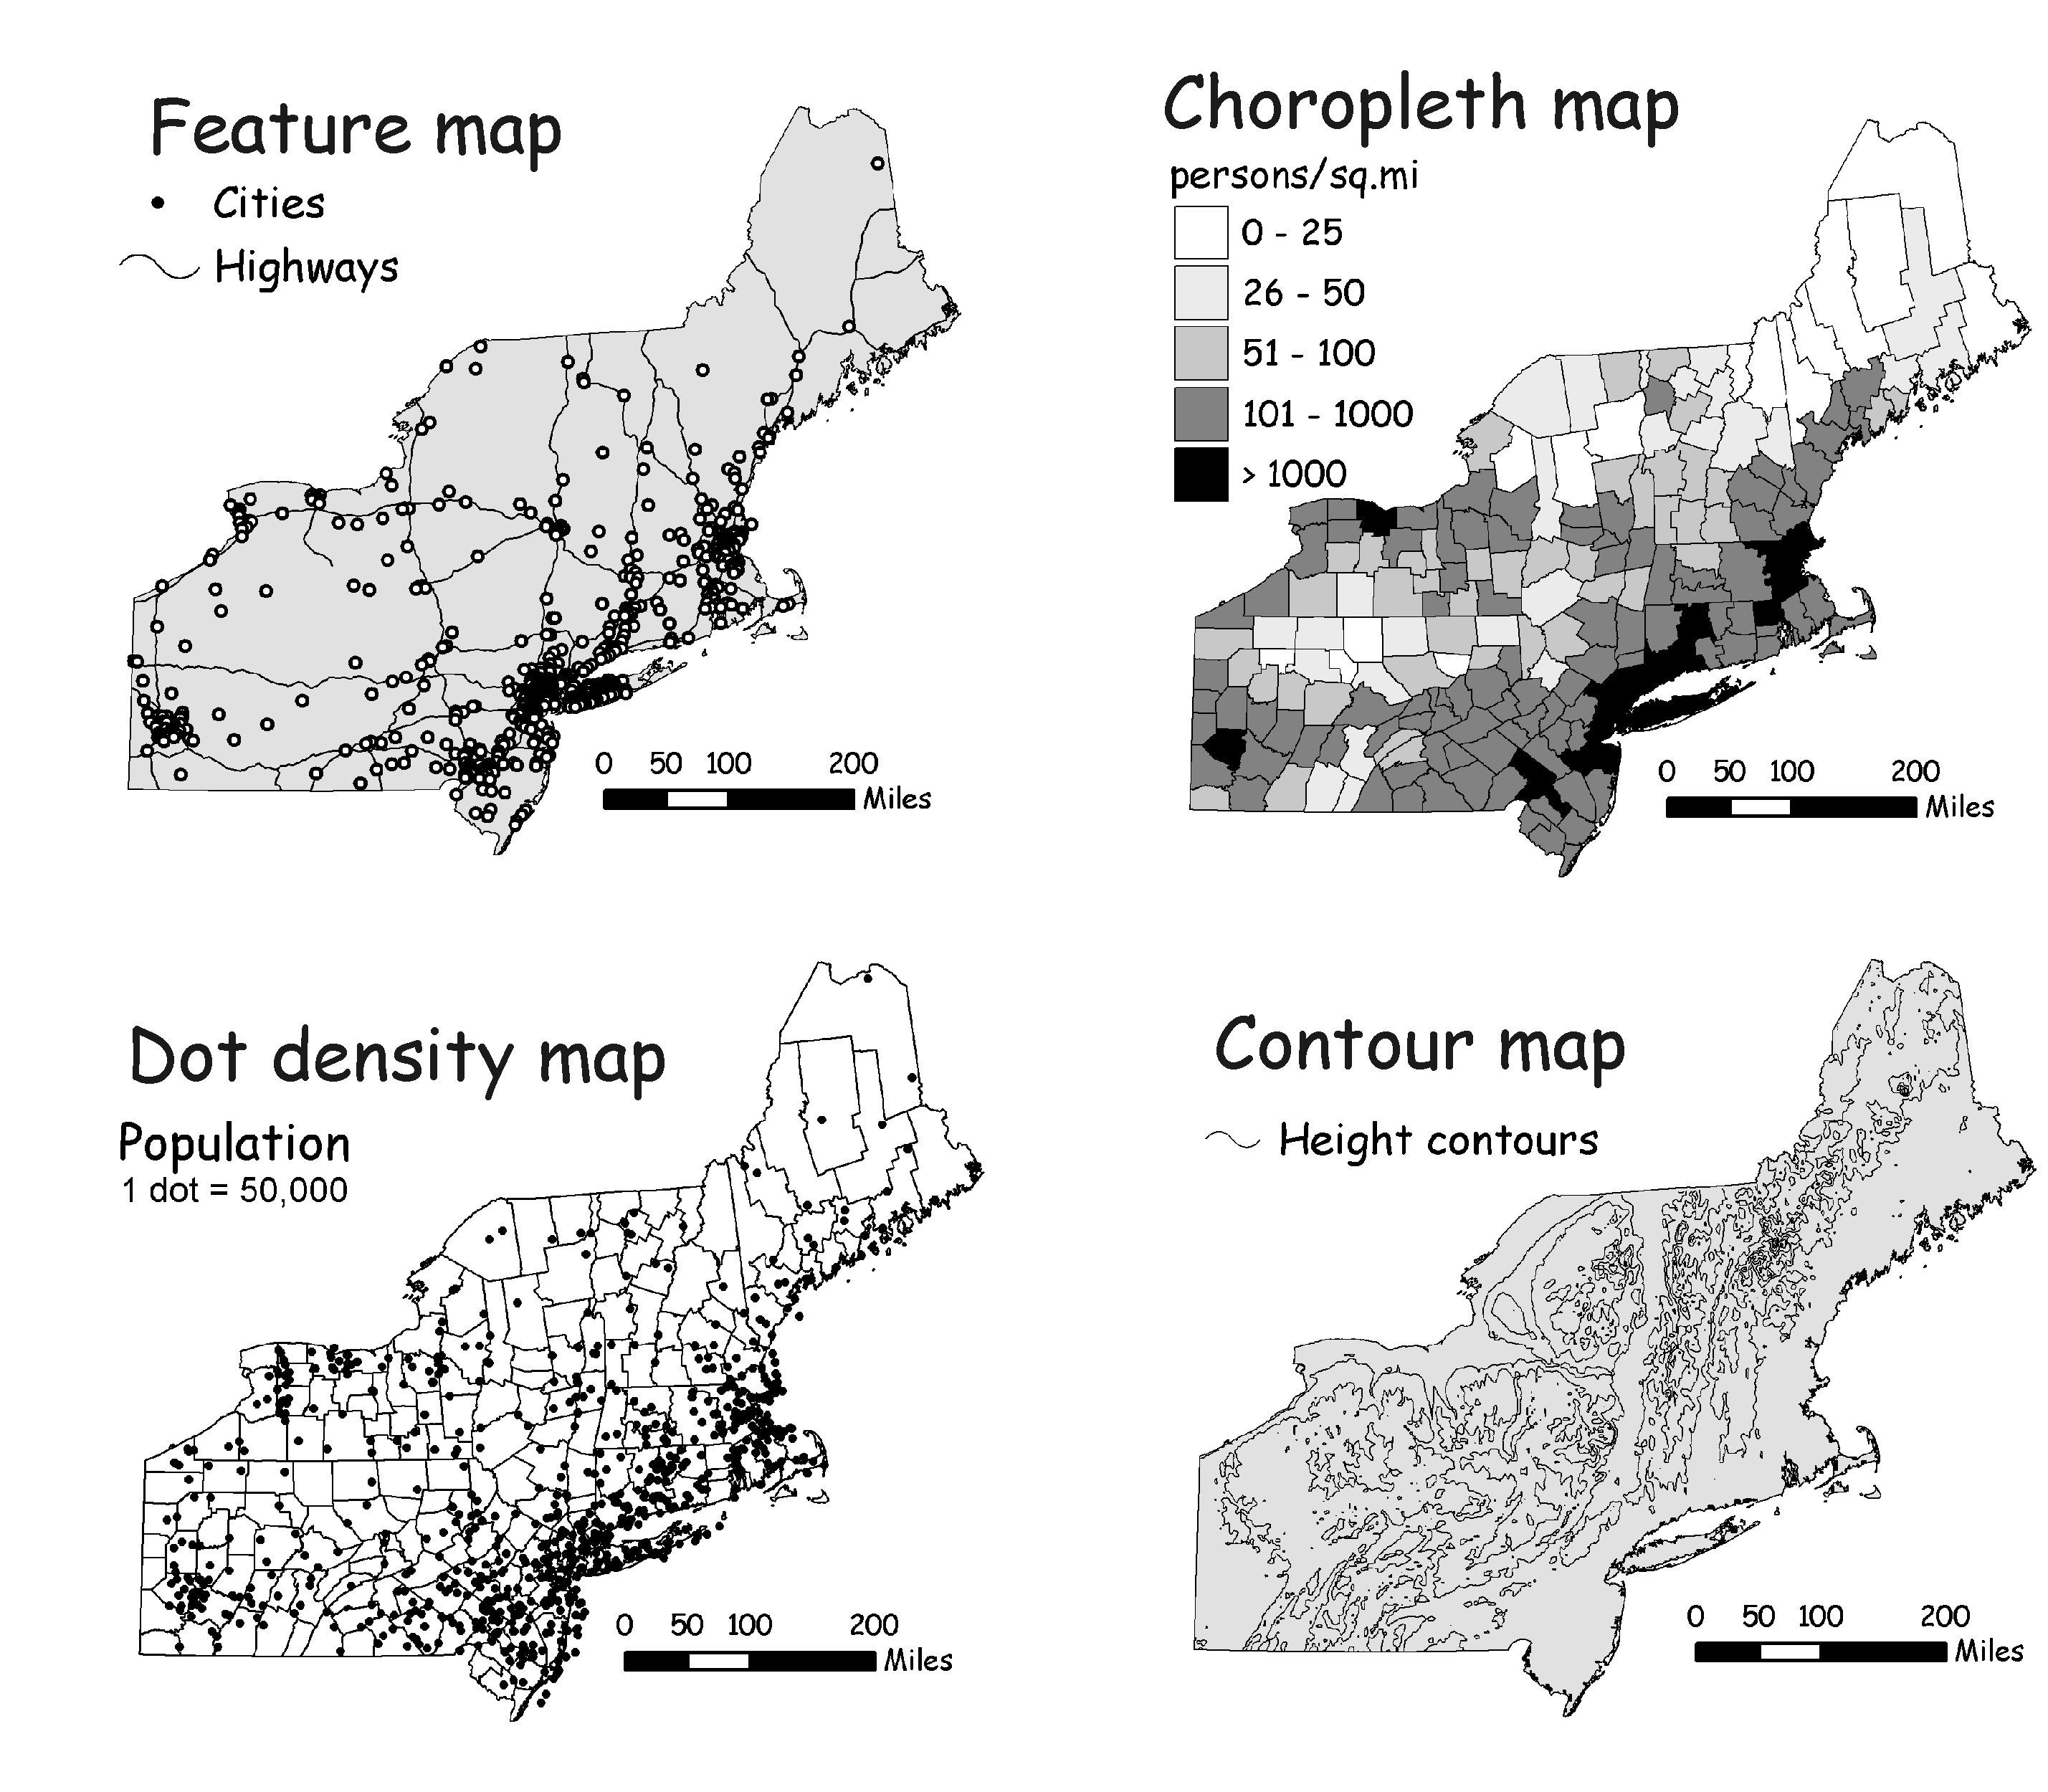 Feature map
Cities
Highways
0 50 100 200
Miles
Choropleth map
persons/sq.mi
0 - 25
26 - 50
51 - 100
101 - 1000
> 1000
0 50 100 200
Miles
Dot density map
Population
1 dot = 50,000
0 50 100 200
Miles
Contour map
Height contours
0 50 100 200
Miles